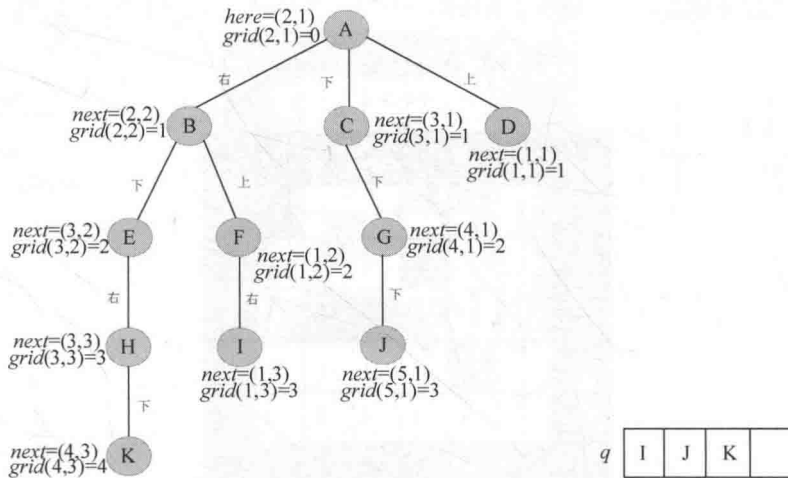 here=(2,1)
grid(2,1)=0
A
右
下
上
next=(2,2)
grid(2,2)=1
B
C
next=(3,1)
grid(3,1)=1
D
next=(1,1)
grid(1,1)=1
下
上
下
next=(3,2)
grid(3,2)=2
E
F
next=(1,2)
grid(1,2)=2
G
next=(4,1)
grid(4,1)=2
右
右
下
next=(3,3)
grid(3,3)=3
H
I
next=(1,3)
grid(1,3)=3
J
next=(5,1)
grid(5,1)=3
下
next=(4,3)
grid(4,3)=4
K
q I J K